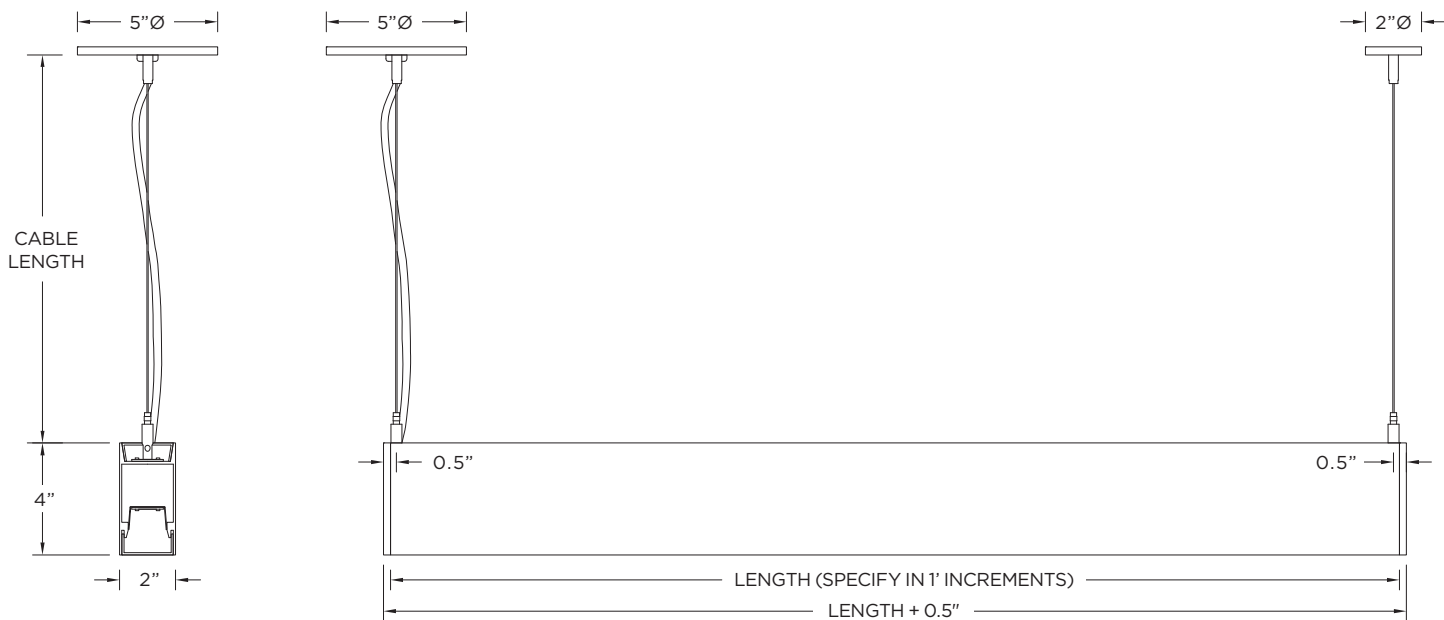 5”Ø
5”Ø
2”Ø
CABLE
LENGTH
0.5”
0.5”
4”
2”
LENGTH (SPECIFY IN 1’ INCREMENTS)
LENGTH + 0.5"